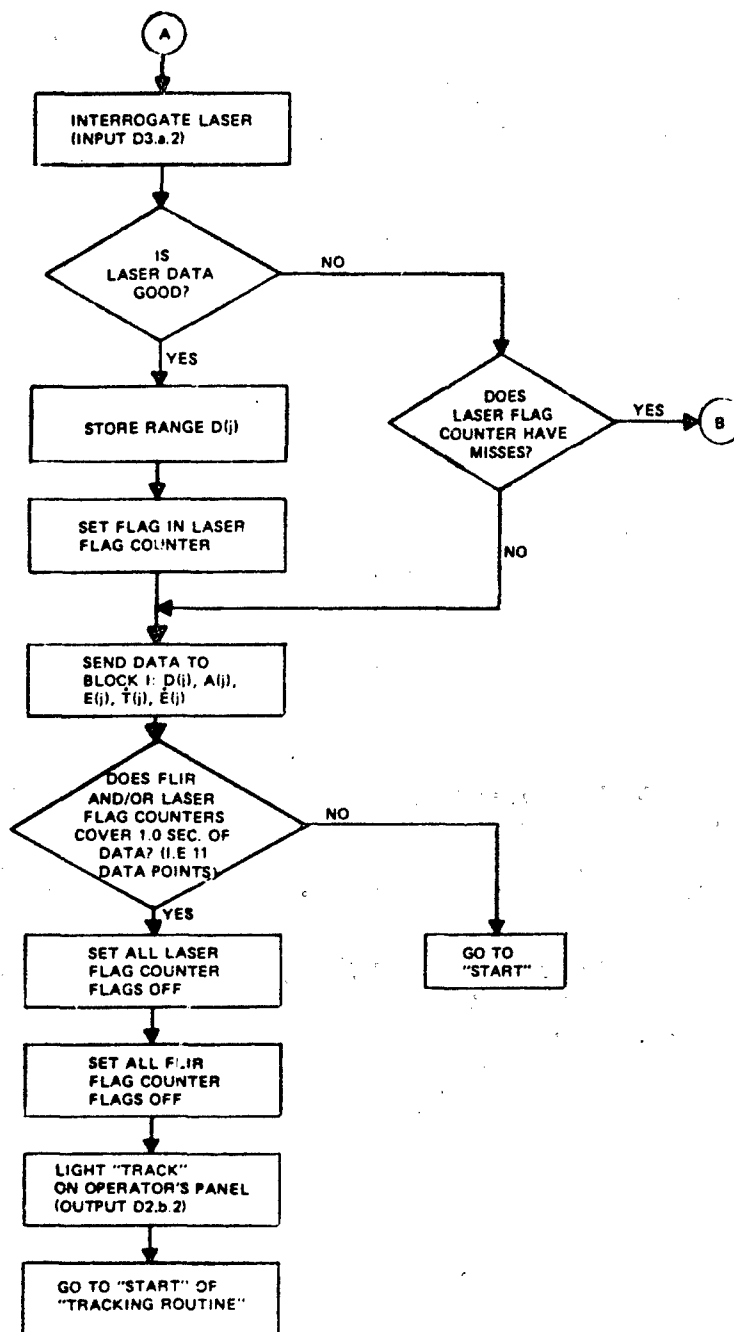 A
INTERROGATE LASER
(INPUT D3.a.2)
IS
LASER DATA
GOOD?
NO
YES
DOES
LASER FLAG
COUNTER HAVE
MISSES?
YES
B
STORE RANGE D(j)
SET FLAG IN LASER
FLAG COUNTER
NO
SEND DATA TO
BLOCK I: D(j), A(j),
E(j), Ṫ(j), Ė(j)
DOES FLIR
AND/OR LASER
FLAG COUNTERS
COVER 1.0 SEC. OF
DATA? (I.E 11
DATA POINTS)
NO
YES
SET ALL LASER
FLAG COUNTER
FLAGS OFF
GO TO
"START"
SET ALL FLIR
FLAG COUNTER
FLAGS OFF
LIGHT "TRACK"
ON OPERATOR'S PANEL
(OUTPUT D2.b.2)
GO TO "START" OF
"TRACKING ROUTINE"